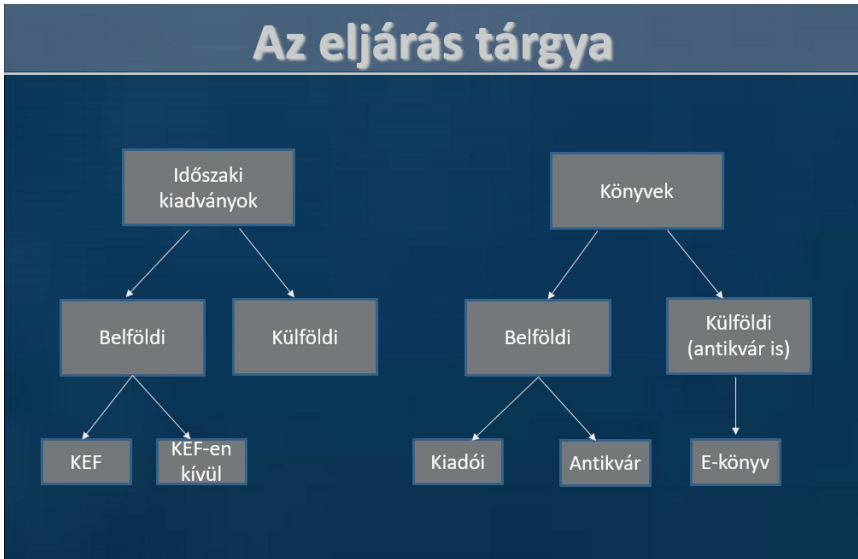 Az eljárás tárgya
Időszaki
kiadványok
Könyvek
Belföldi
Külföldi
Belföldi
Külföldi
(antikvár is)
KEF
KEF-en
kívül
Kiadói
Antikvár
E-könyv